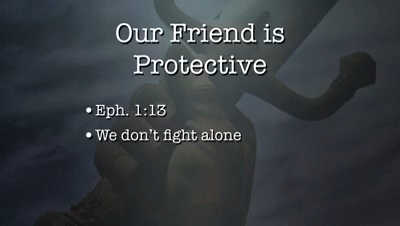 Our Friend is
Protective
• Eph. 1:13
• We don't fight alone